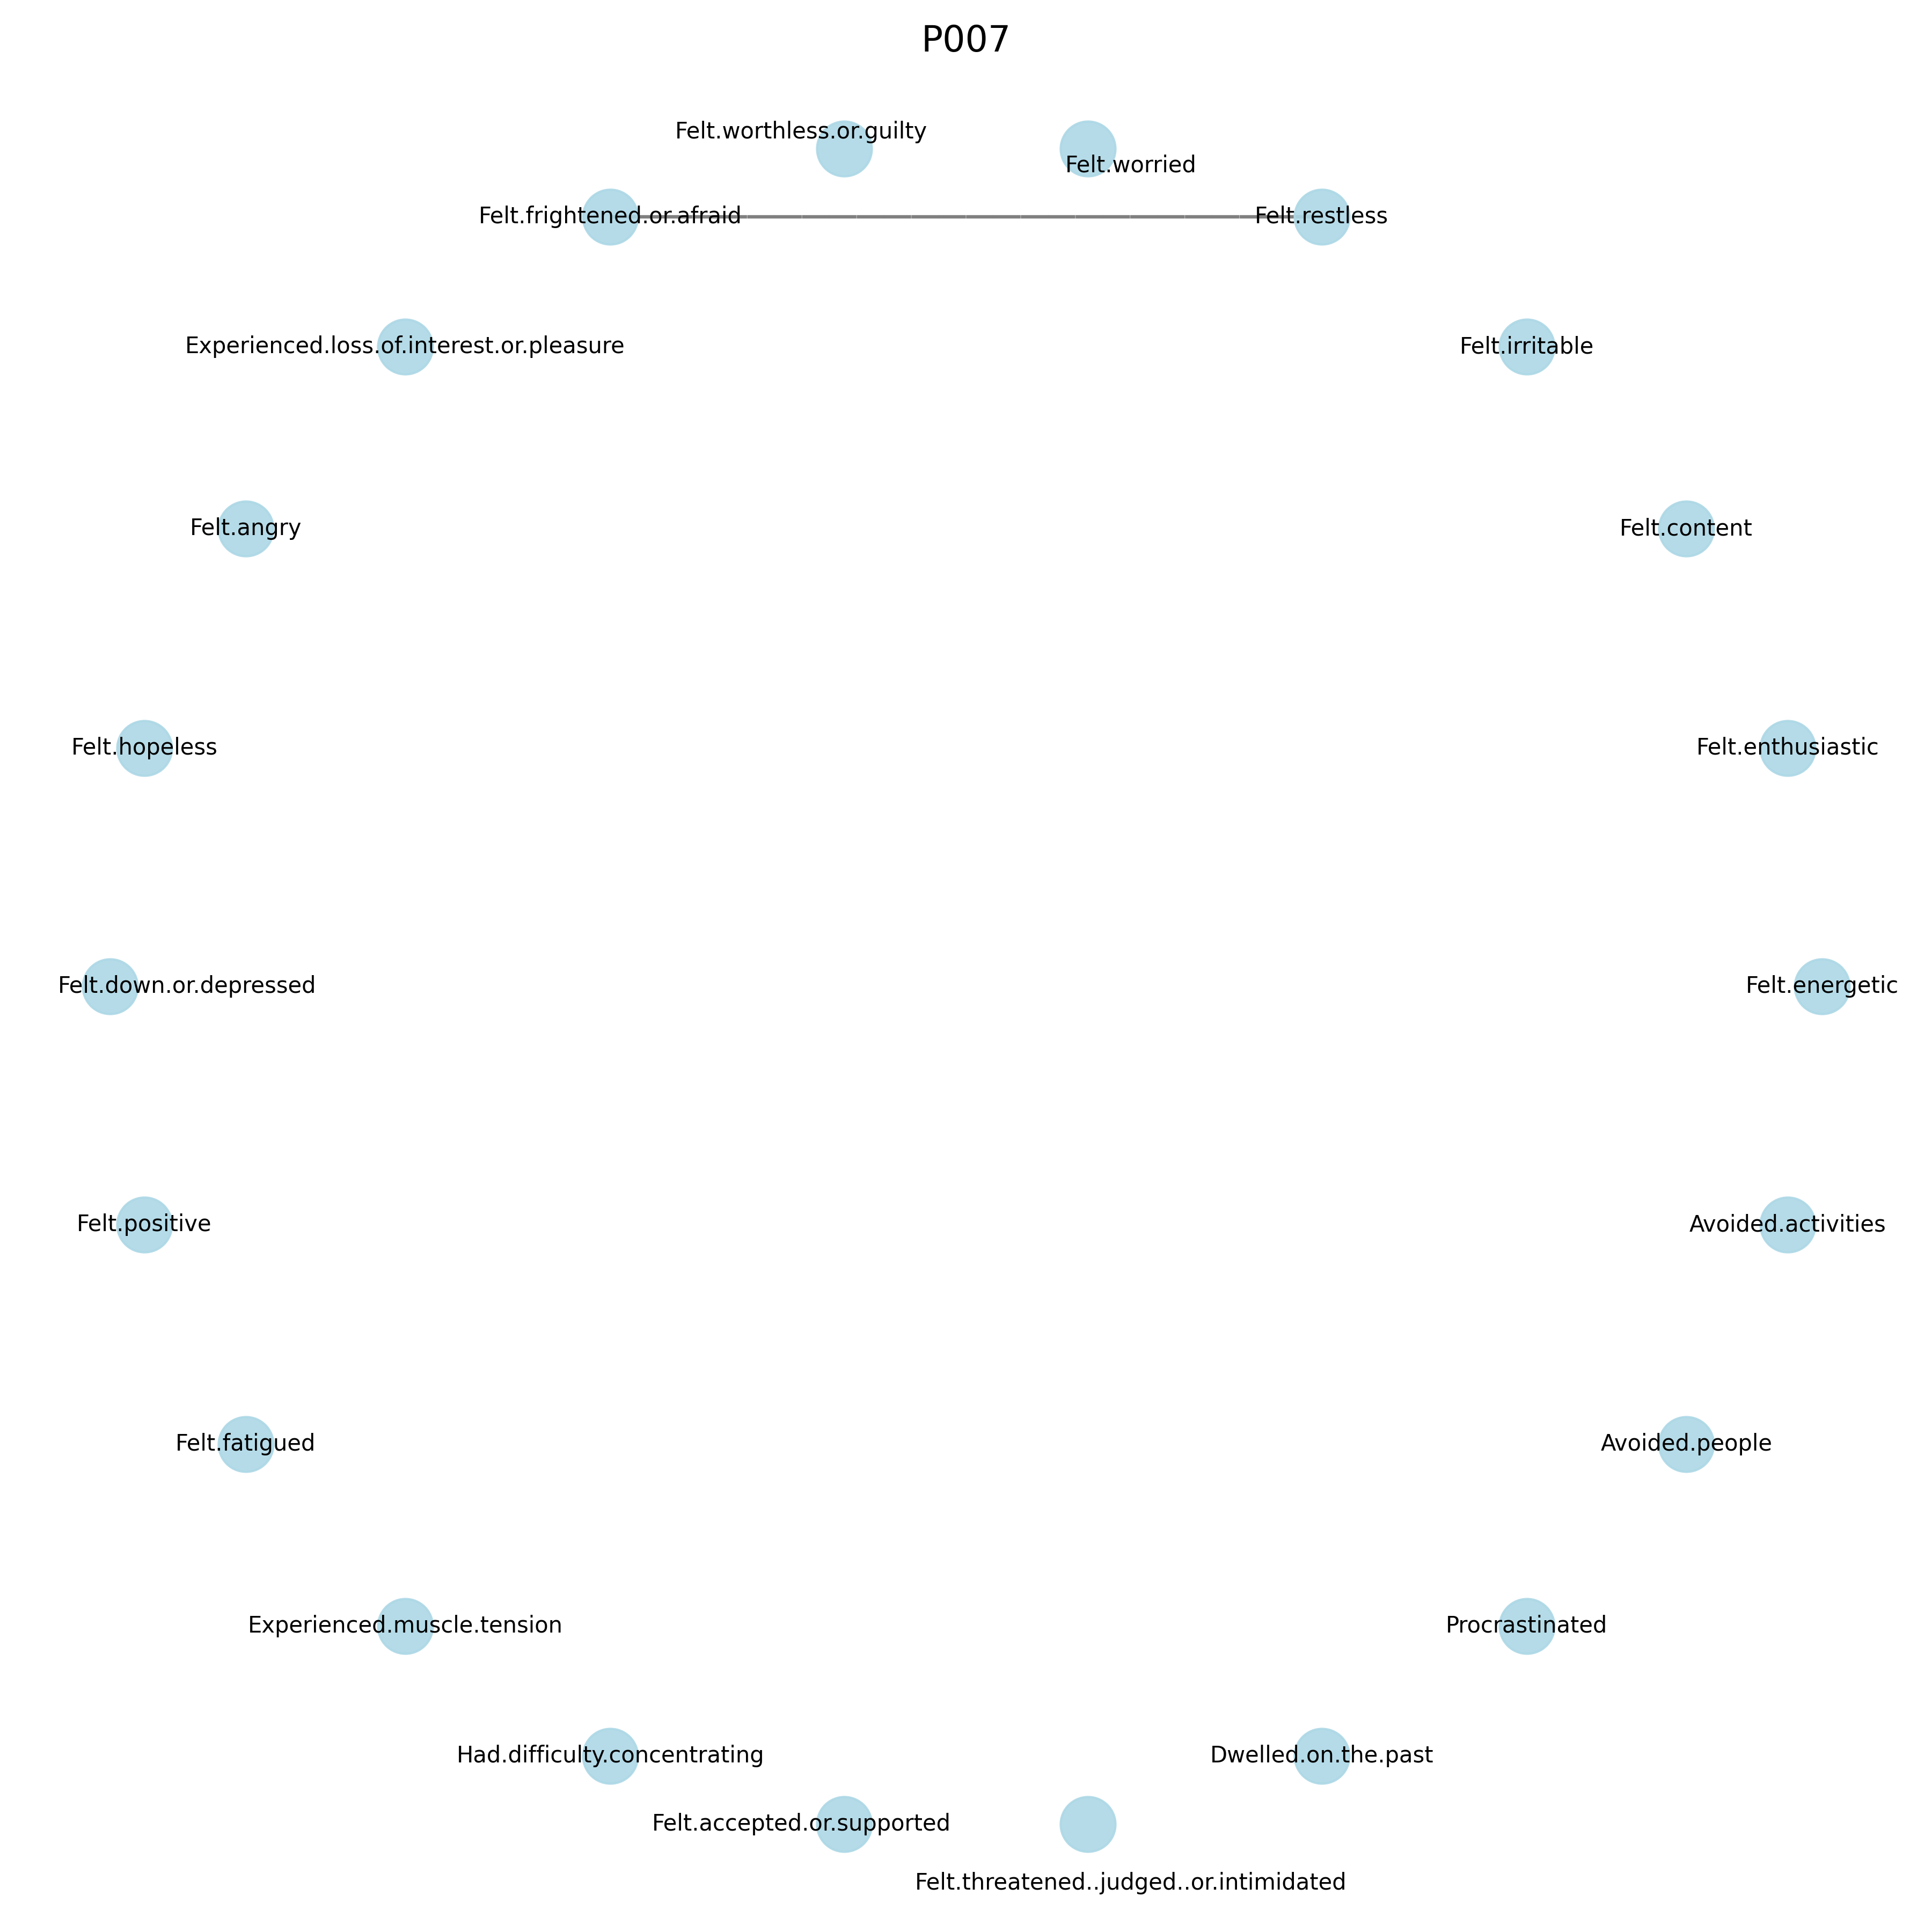 P007
Felt.worthless.or.guilty
Felt.worried
Felt.frightened.or.afraid
Felt.restless
Experienced.loss.of.interest.or.pleasure
Felt.irritable
Felt.angry
Felt.content
Felt.hopeless
Felt.enthusiastic
Felt.down.or.depressed
Felt.energetic
Felt.positive
Avoided.activities
Felt.fatigued
Avoided.people
Experienced.muscle.tension
Procrastinated
Had.difficulty.concentrating
Dwelled.on.the.past
Felt.accepted.or.supported
Felt.threatened..judged..or.intimidated